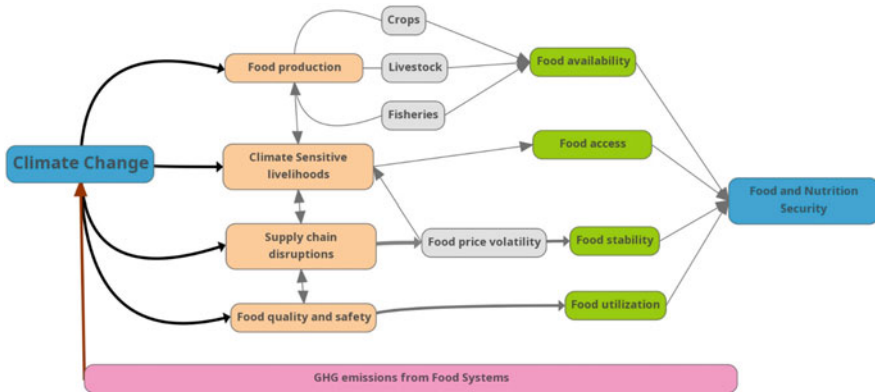 Crops
Food production
Livestock
Food availability
Fisheries
Climate Change
Climate Sensitive
livelihoods
Food access
Food and Nutrition
Security
Supply chain
disruptions
Food price volatility
Food stability
Food quality and safety
Food utilization
GHG emissions from Food Systems